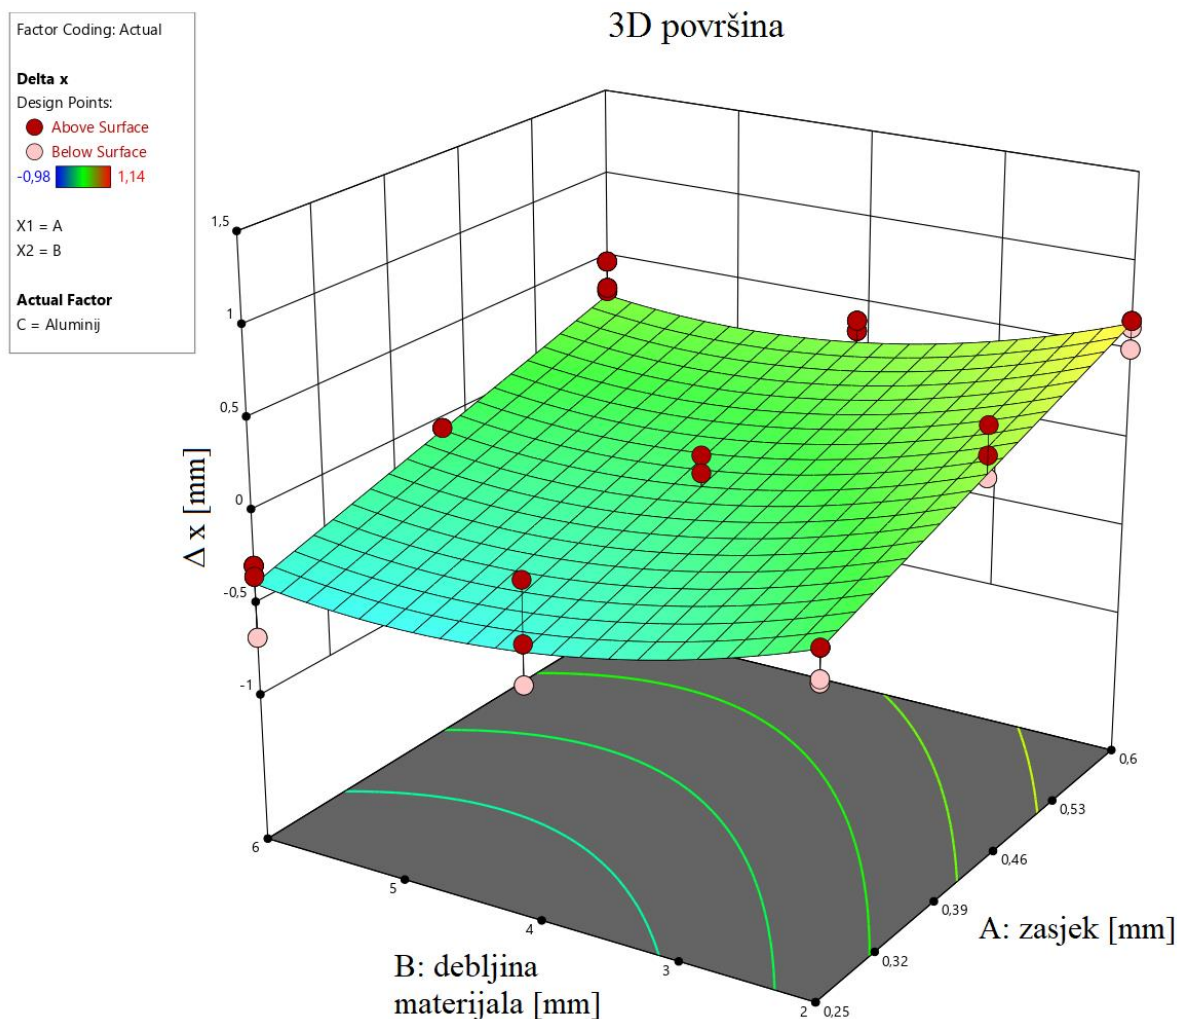 3D površina
Factor Coding: Actual
Delta x
Design Points:
Above Surface
Below Surface
-0,98 1,14
X1 = A
X2 = B
Actual Factor
C = Aluminij
1,5
1
0,5
0
-0,5
-1
Δ x [mm]
6
5
4
3
2
0,25
0,32
0,39
0,46
0,53
0,6
A: zasjek [mm]
B: debljina
materijala [mm]